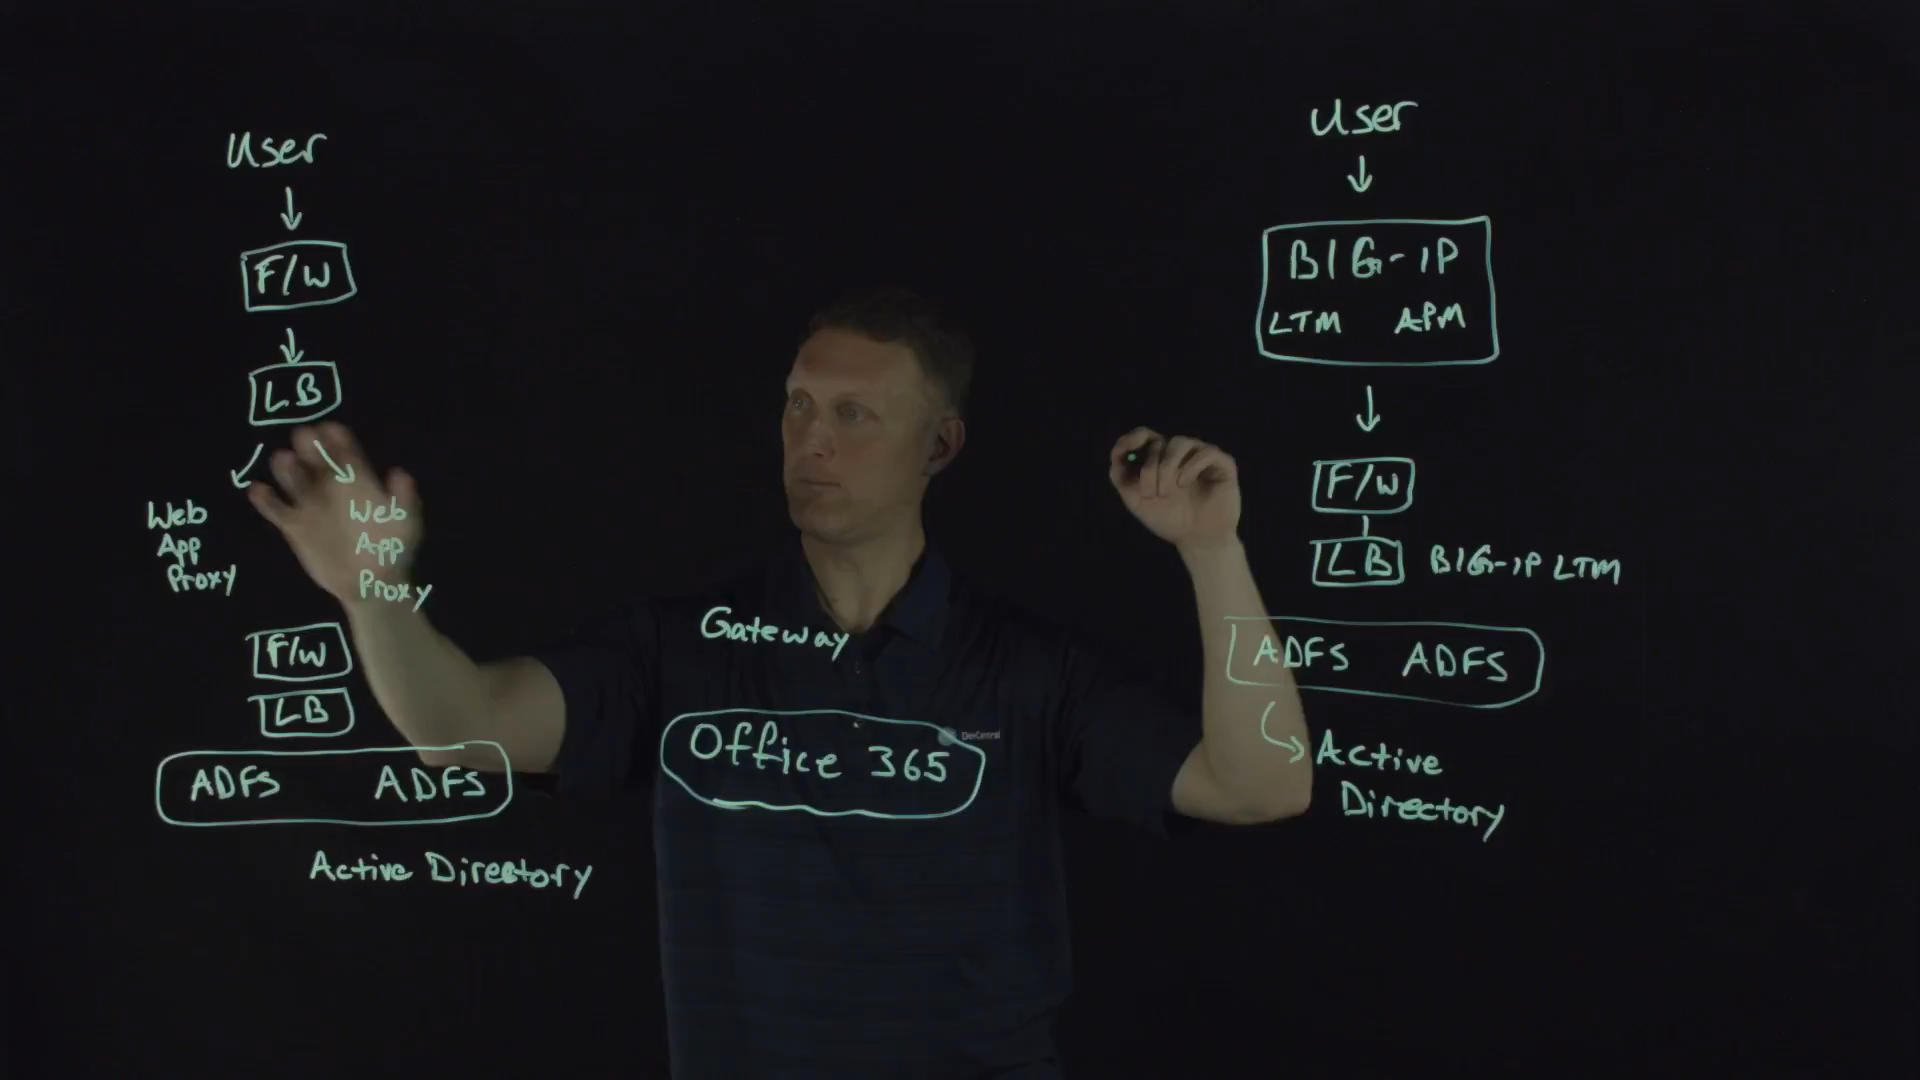 User
F/W
LB
Web
App
Proxy
Web
App
Proxy
F/W
LB
ADFS ADFS
Active Directory
Gateway
Office 365
DevCentral
User
BIG-IP
LTM APM
F/W
LB BIG-IP LTM
ADFS ADFS
Active
Directory